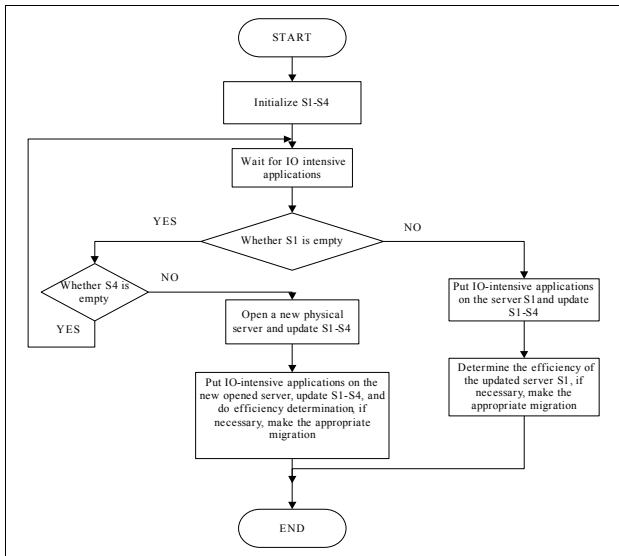 START
Initialize S1-S4
Wait for IO intensive
applications
YES
NO
Whether S1 is empty
Whether S4 is
empty
NO
YES
Open a new physical
server and update S1-S4
Put IO-intensive applications
on the server S1and update
S1-S4
Put IO-intensive applications on the
new opened server, update S1-S4, and
do efficiency determination, if
necessary, make the appropriate
migration
Determine the efficiency of
the updated server S1, if
necessary, make the
appropriate migration
END